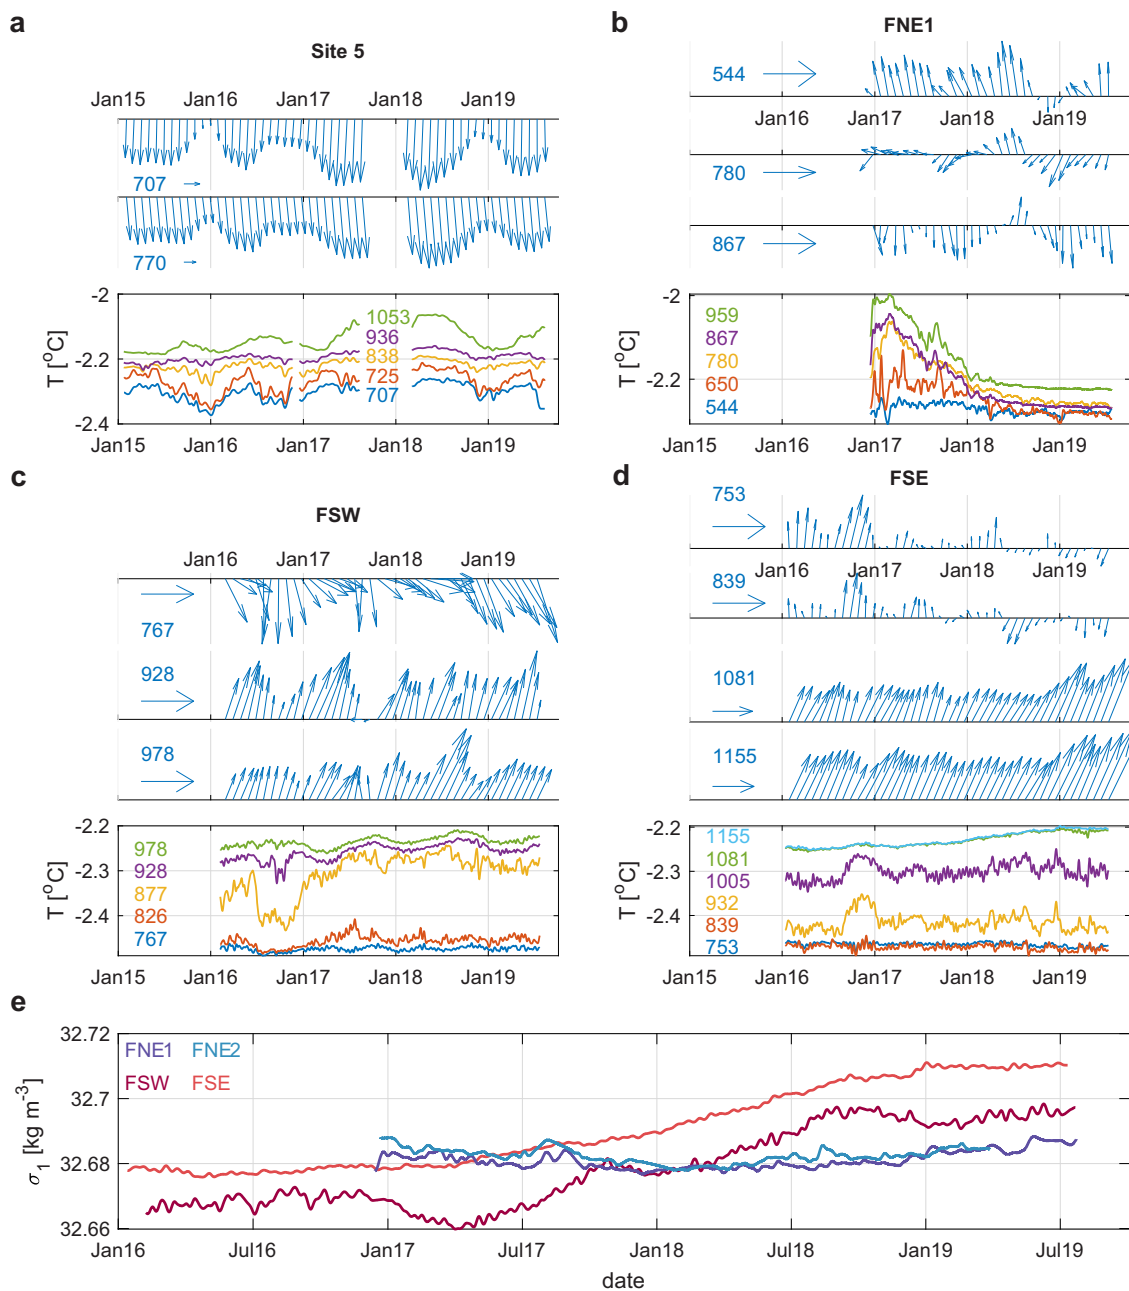 a
Site 5
Jan15 Jan16 Jan17 Jan18 Jan19
707
770
-2
-2.2
-2.4
T [°C]
1053
936
838
725
707
Jan15 Jan16 Jan17 Jan18 Jan19
b
FNE1
544
Jan16 Jan17 Jan18 Jan19
780
867
-2
-2.2
T [°C]
959
867
780
650
544
Jan15 Jan16 Jan17 Jan18 Jan19
c
FSW
Jan16 Jan17 Jan18 Jan19
767
928
978
-2.2
-2.3
-2.4
T [°C]
978
928
877
826
767
Jan15 Jan16 Jan17 Jan18 Jan19
d
FSE
753
Jan16 Jan17 Jan18 Jan19
839
1081
1155
-2.2
-2.3
-2.4
T [°C]
1155
1081
1005
932
839
753
Jan15 Jan16 Jan17 Jan18 Jan19
e
32.72
32.7
32.68
32.66
σ₁ [kg m⁻³]
FNE1 FNE2
FSW FSE
Jan16 Jul16 Jan17 Jul17 Jan18 Jul18 Jan19 Jul19
date